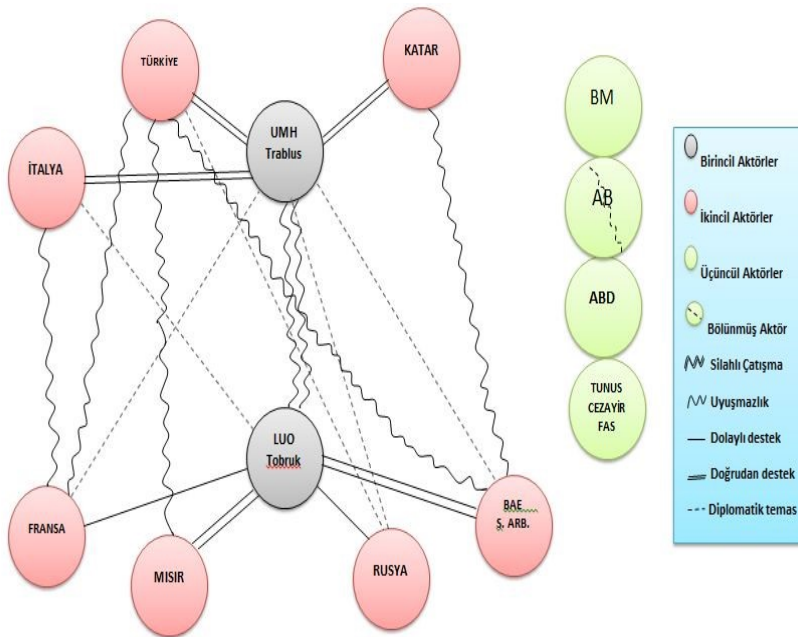 TÜRKİYE
KATAR
UMH
Trablus
İTALYA
LUO
Tobruk
FRANSA
MISIR
RUSYA
BAE
S. ARB.
BM
AB
ABD
TUNUS
CEZAYİR
FAS
Birincil Aktörler
İkincil Aktörler
Üçüncül Aktörler
Bölünmüş Aktör
Silahlı Çatışma
Uyuşmazlık
Dolaylı destek
Doğrudan destek
Diplomatik temas